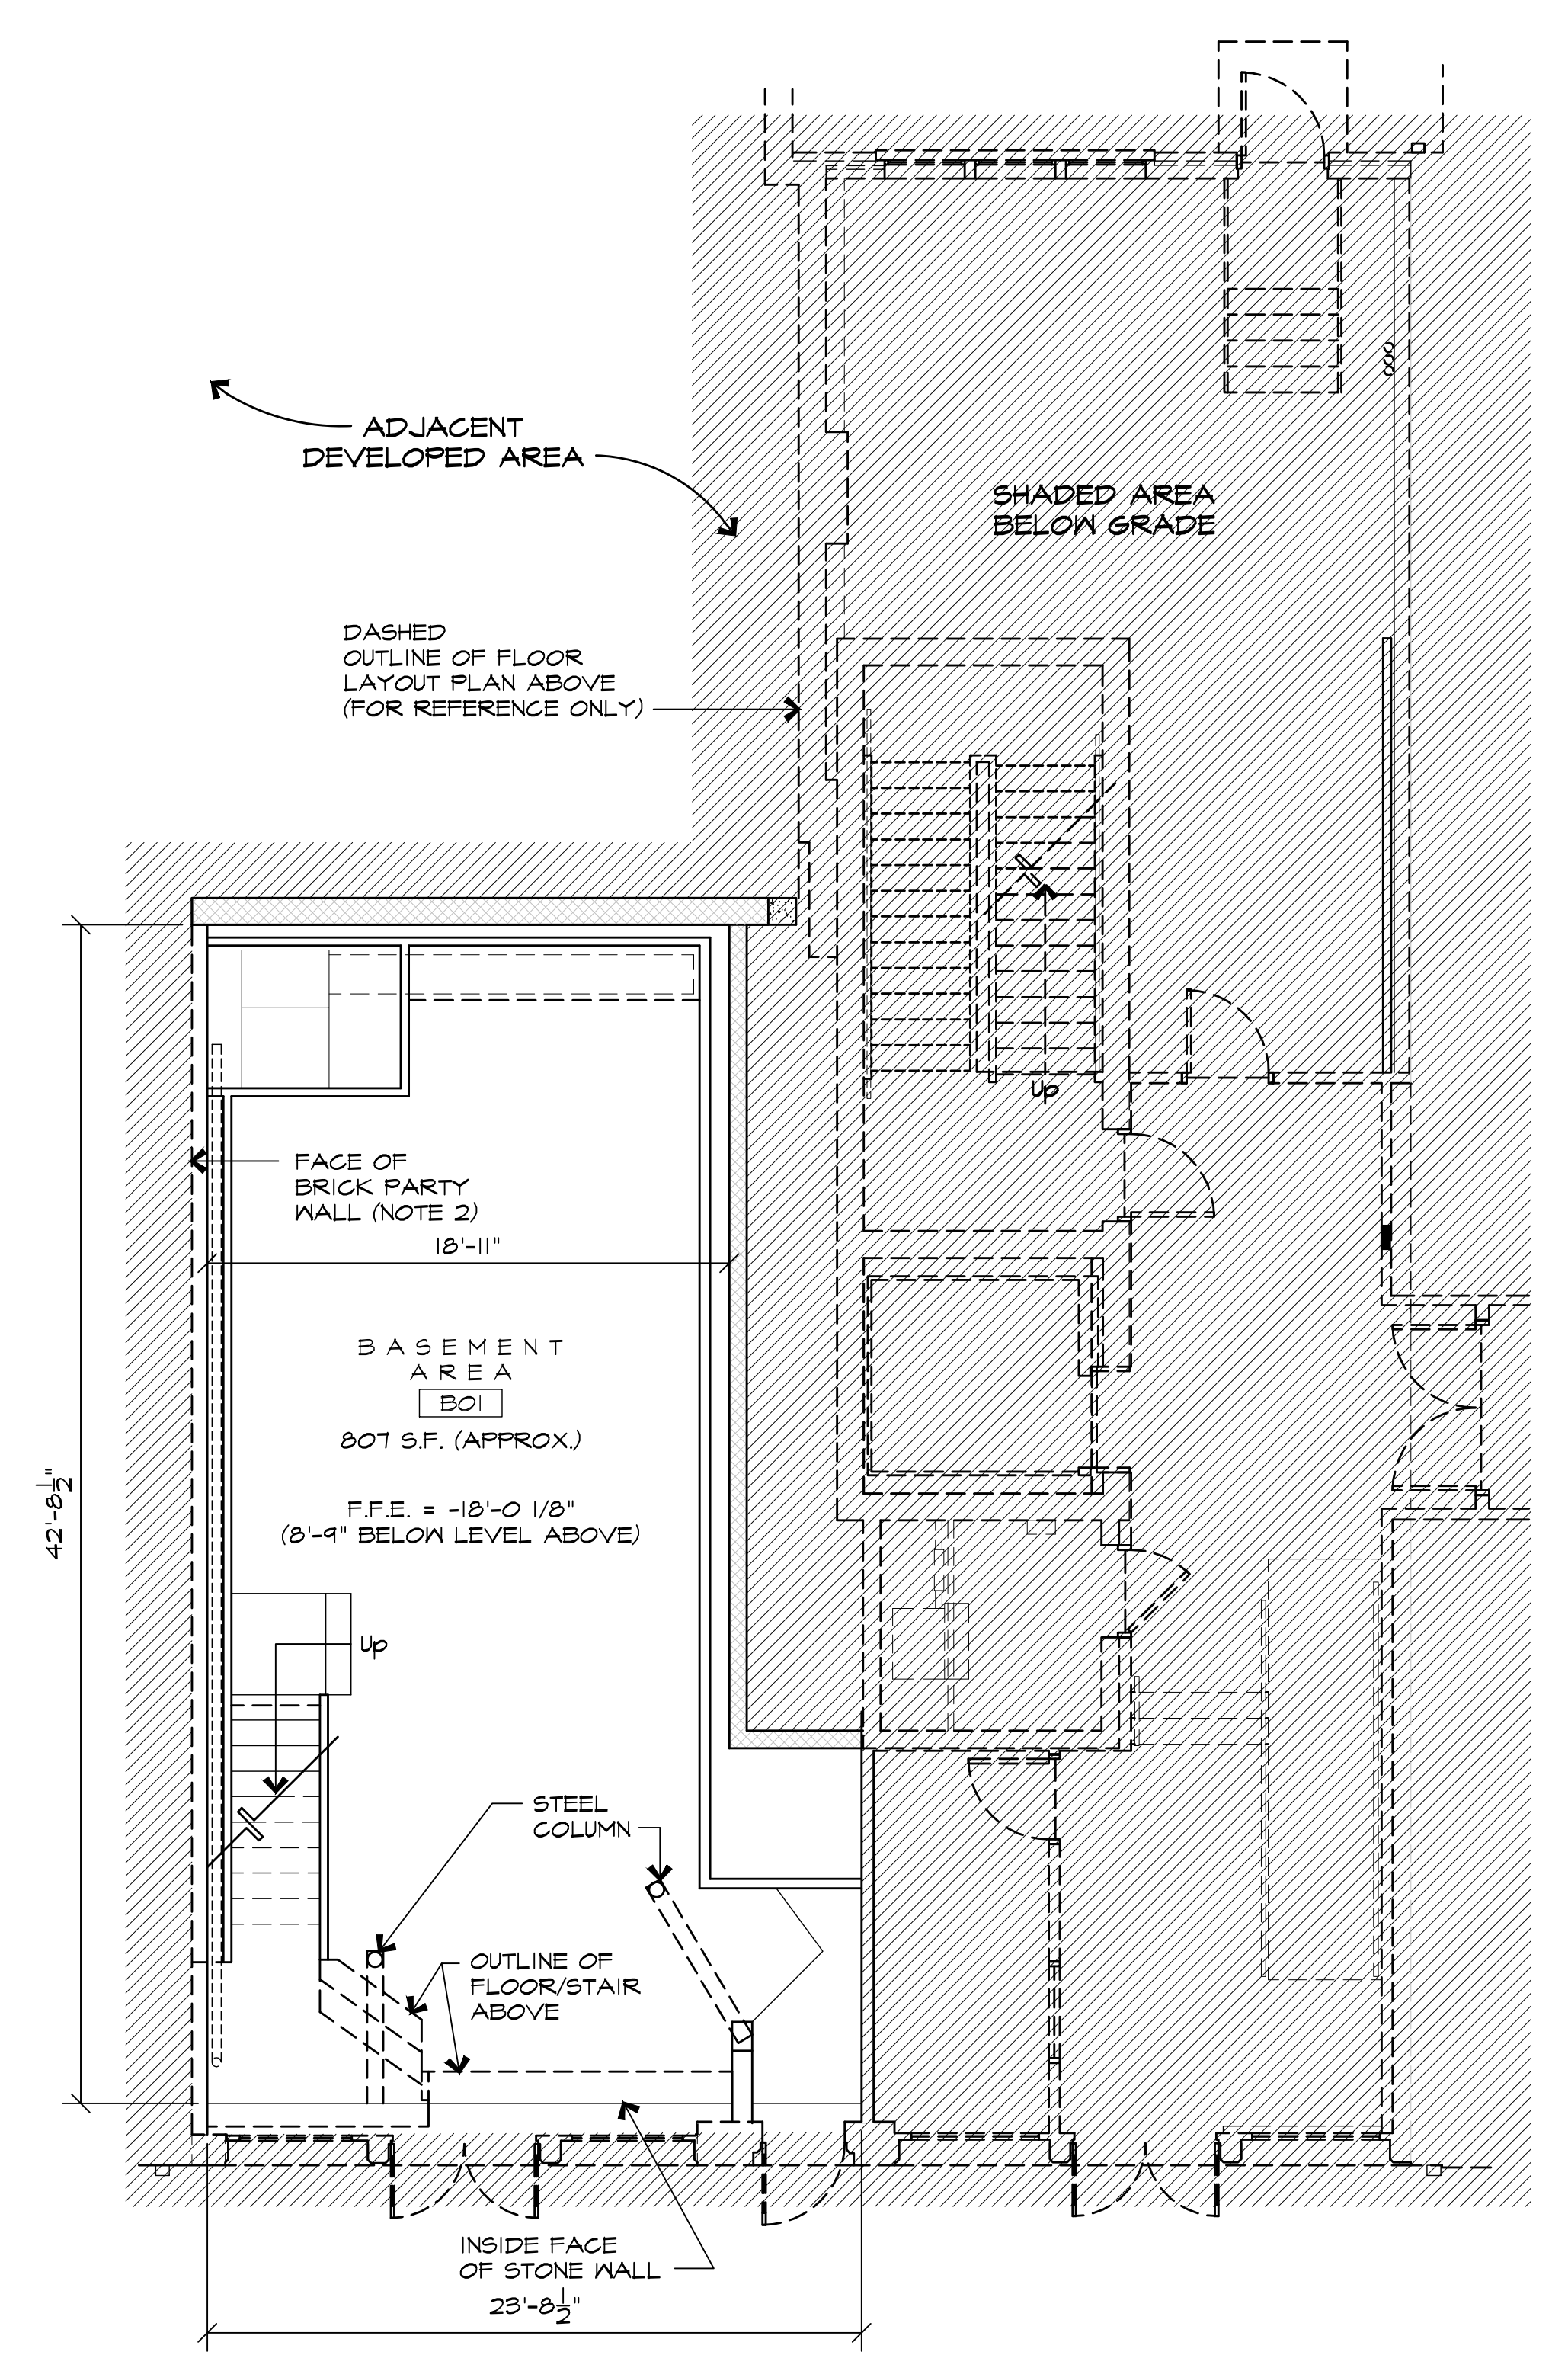 ADJACENT
DEVELOPED AREA
SHADED AREA
BELOW GRADE
DASHED
OUTLINE OF FLOOR
LAYOUT PLAN ABOVE
(FOR REFERENCE ONLY)
Up
FACE OF
BRICK PARTY
WALL (NOTE 2)
18'-11"
BASEMENT
AREA
B01
807 S.F. (APPROX.)
F.F.E. = -18'-0 1/8"
(8'-9" BELOW LEVEL ABOVE)
42'-8 1/2"
Up
STEEL
COLUMN
OUTLINE OF
FLOOR/STAIR
ABOVE
INSIDE FACE
OF STONE WALL
23'-8 1/2"